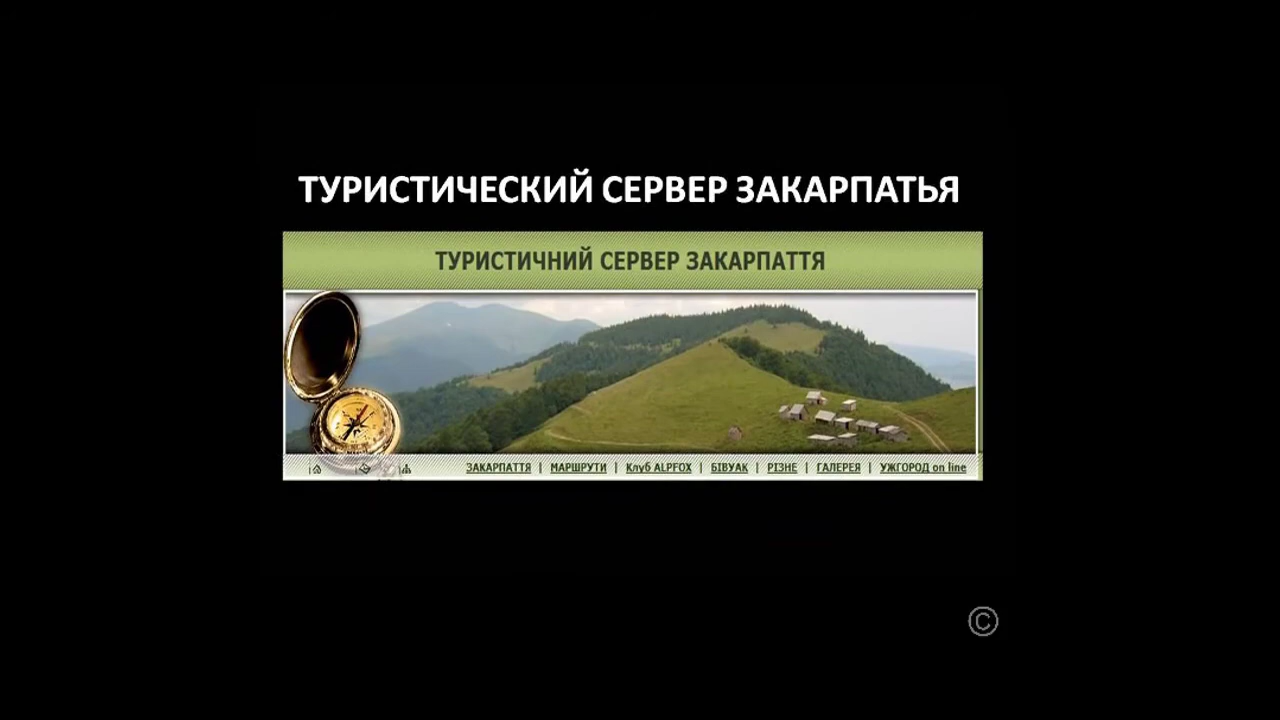 ТУРИСТИЧЕСКИЙ СЕРВЕР ЗАКАРПАТЬЯ
ТУРИСТИЧНИЙ СЕРВЕР ЗАКАРПАТТЯ
ЗАКАРПАТТЯ | МАРШРУТИ | Клуб ALPFOX | БІВУАК | РІЗНЕ | ГАЛЕРЕЯ | УЖГОРОД on line
©